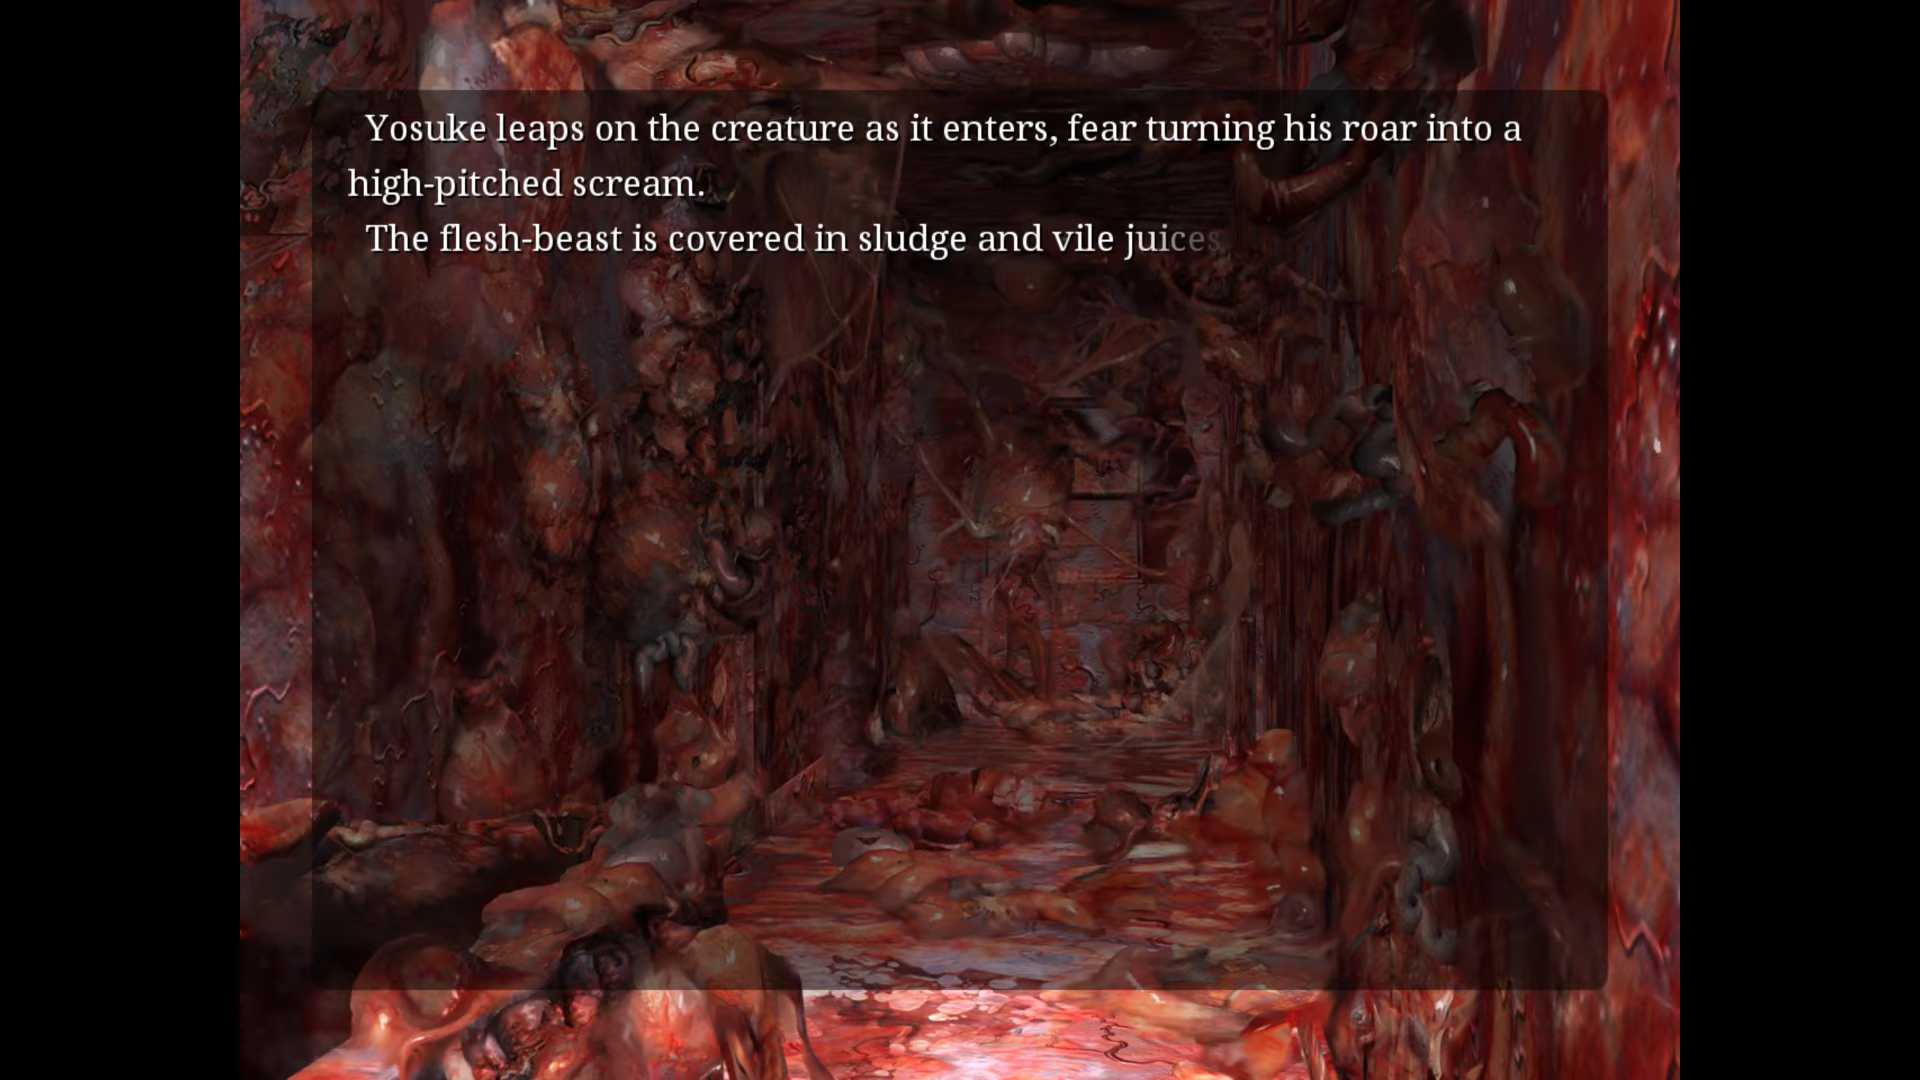 Yosuke leaps on the creature as it enters, fear turning his roar into a
high-pitched scream.
The flesh-beast is covered in sludge and vile juices